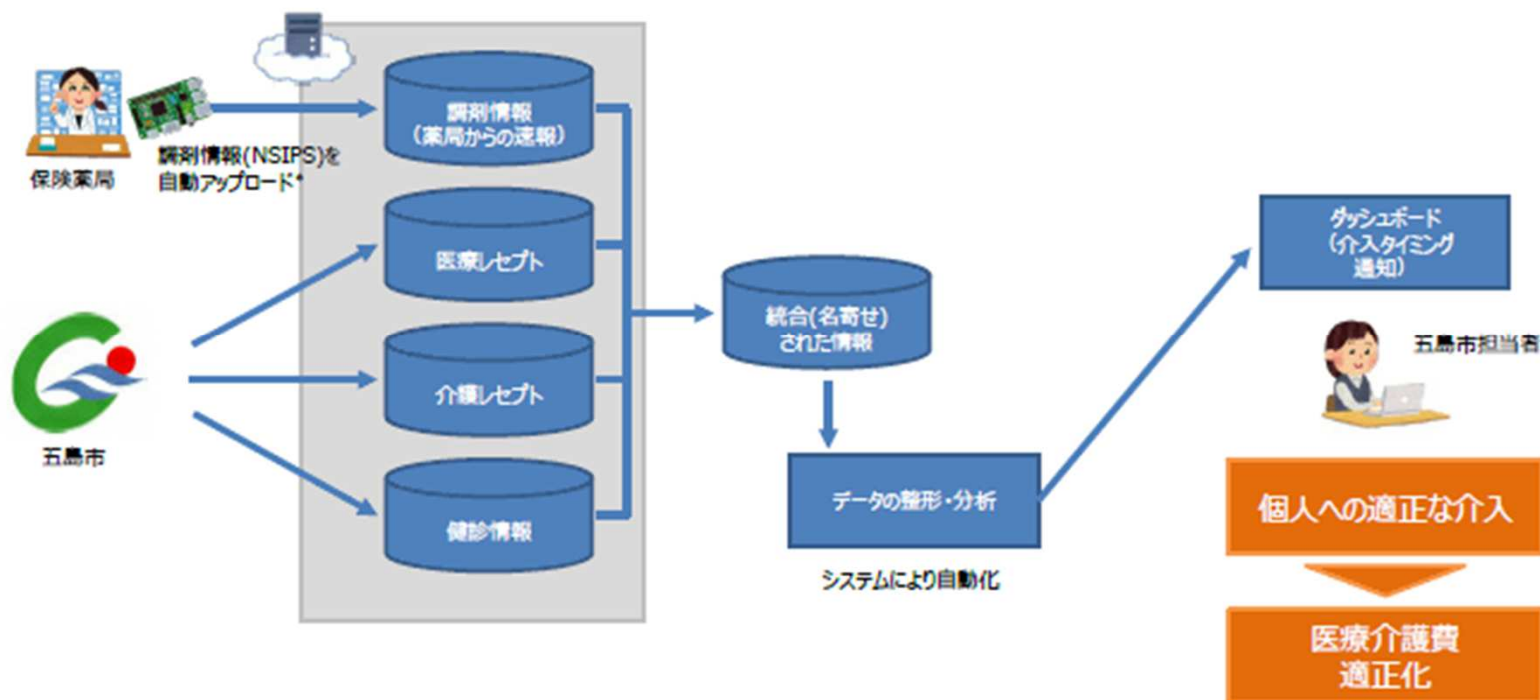 調剤情報
(薬局からの速報)
調剤情報(NSIPS)を
自動アップロード*
保険薬局
医療レセプト
介護レセプト
健診情報
五島市
統合(名寄せ)
された情報
データの整形・分析
システムにより自動化
ダッシュボード
(介入タイミング
通知)
五島市担当者
個人への適正な介入
医療介護費
適正化